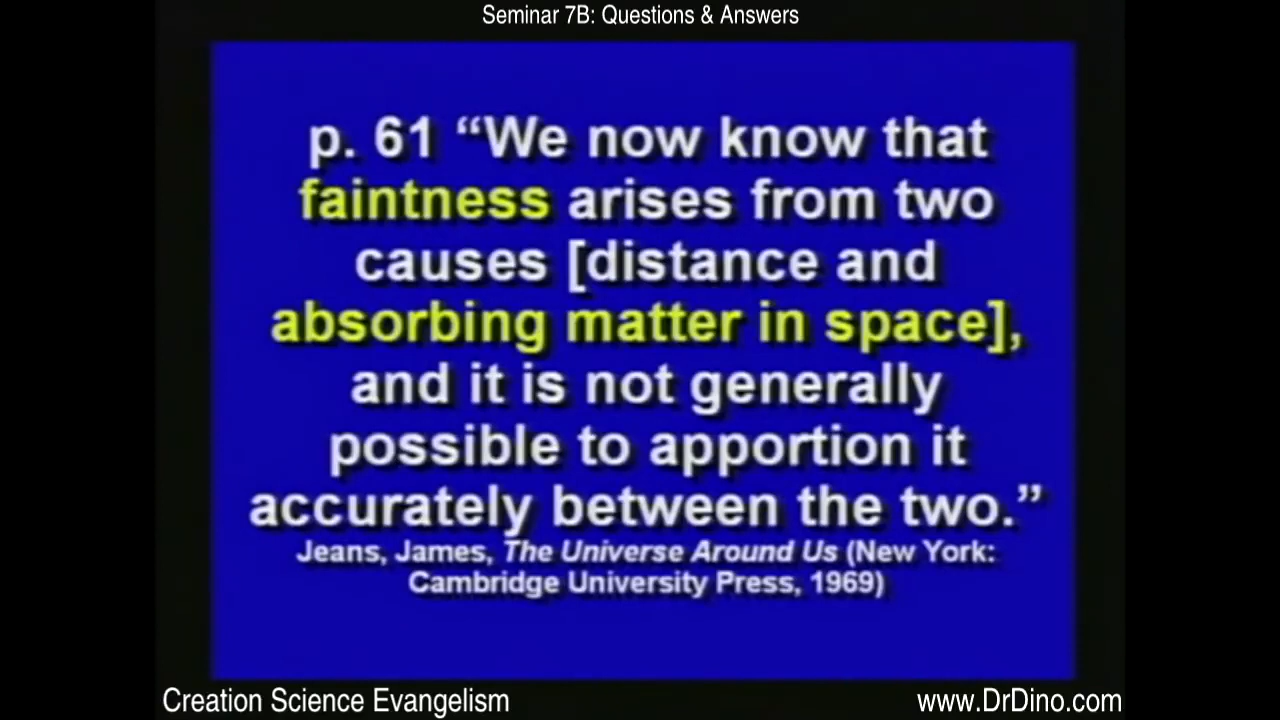 Seminar 7B: Questions & Answers
p. 61 “We now know that
faintness arises from two
causes [distance and
absorbing matter in space],
and it is not generally
possible to apportion it
accurately between the two.”
Jeans, James, The Universe Around Us (New York:
Cambridge University Press, 1969)
Creation Science Evangelism
www.DrDino.com